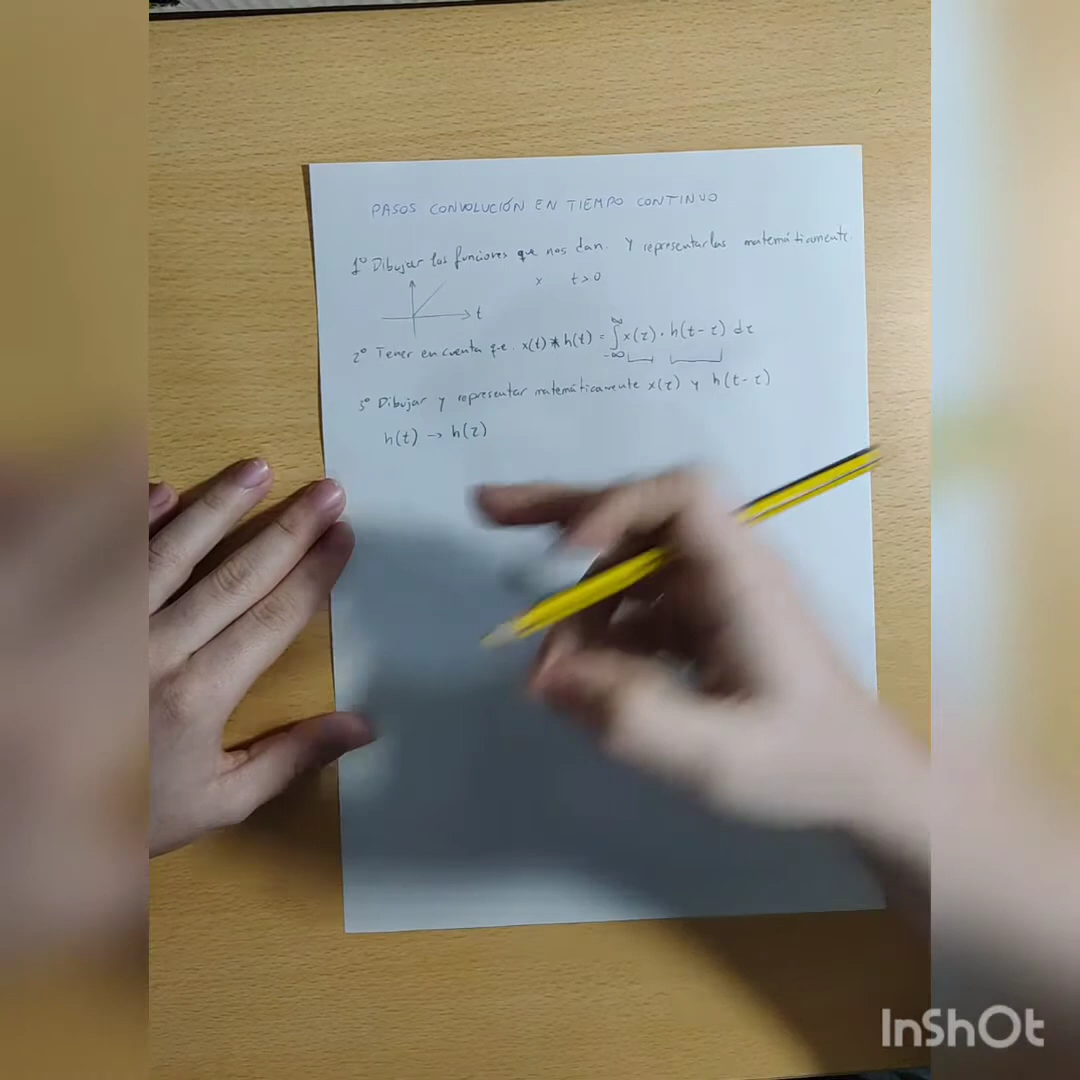 PASOS CONVOLUCIÓN EN TIEMPO CONTINUO
1º Dibujar las funciones que nos dan. Y representarlas matemáticamente
x t>0
t
2º Tener en cuenta que. x(t) * h(t) = ∫_{-∞}^{∞} x(τ) · h(t-τ) dτ
3º Dibujar y representar matemáticamente x(τ) y h(t-τ)
h(t) → h(τ)
InShOt